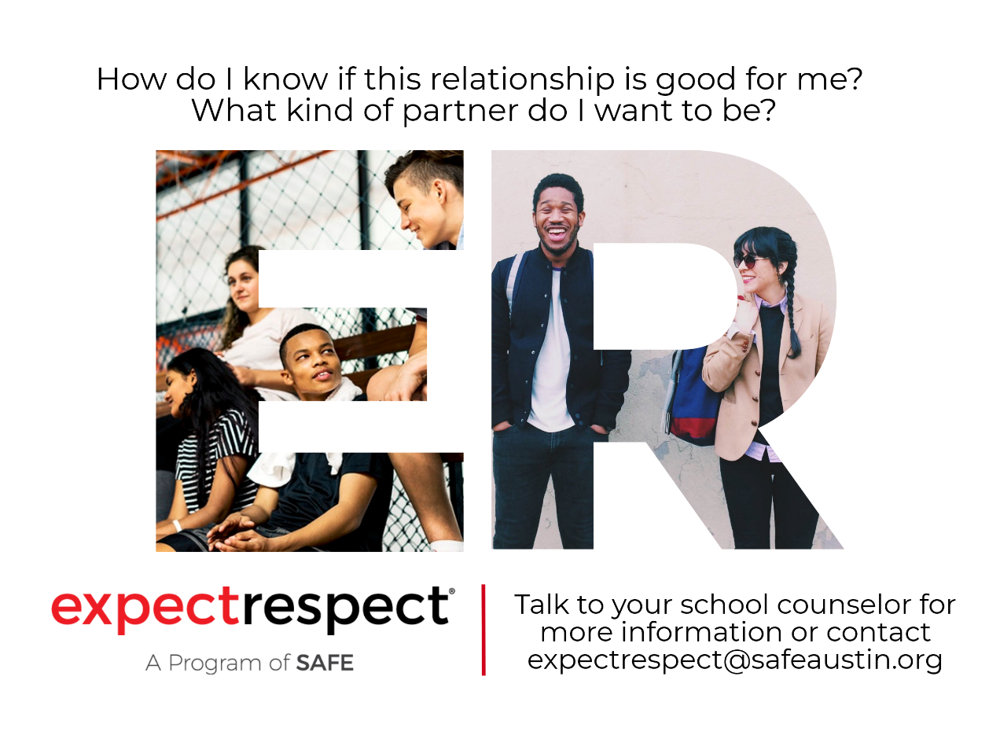 How do I know if this relationship is good for me?
What kind of partner do I want to be?
ER
expectrespect®
A Program of SAFE
Talk to your school counselor for
more information or contact
expectrespect@safeaustin.org